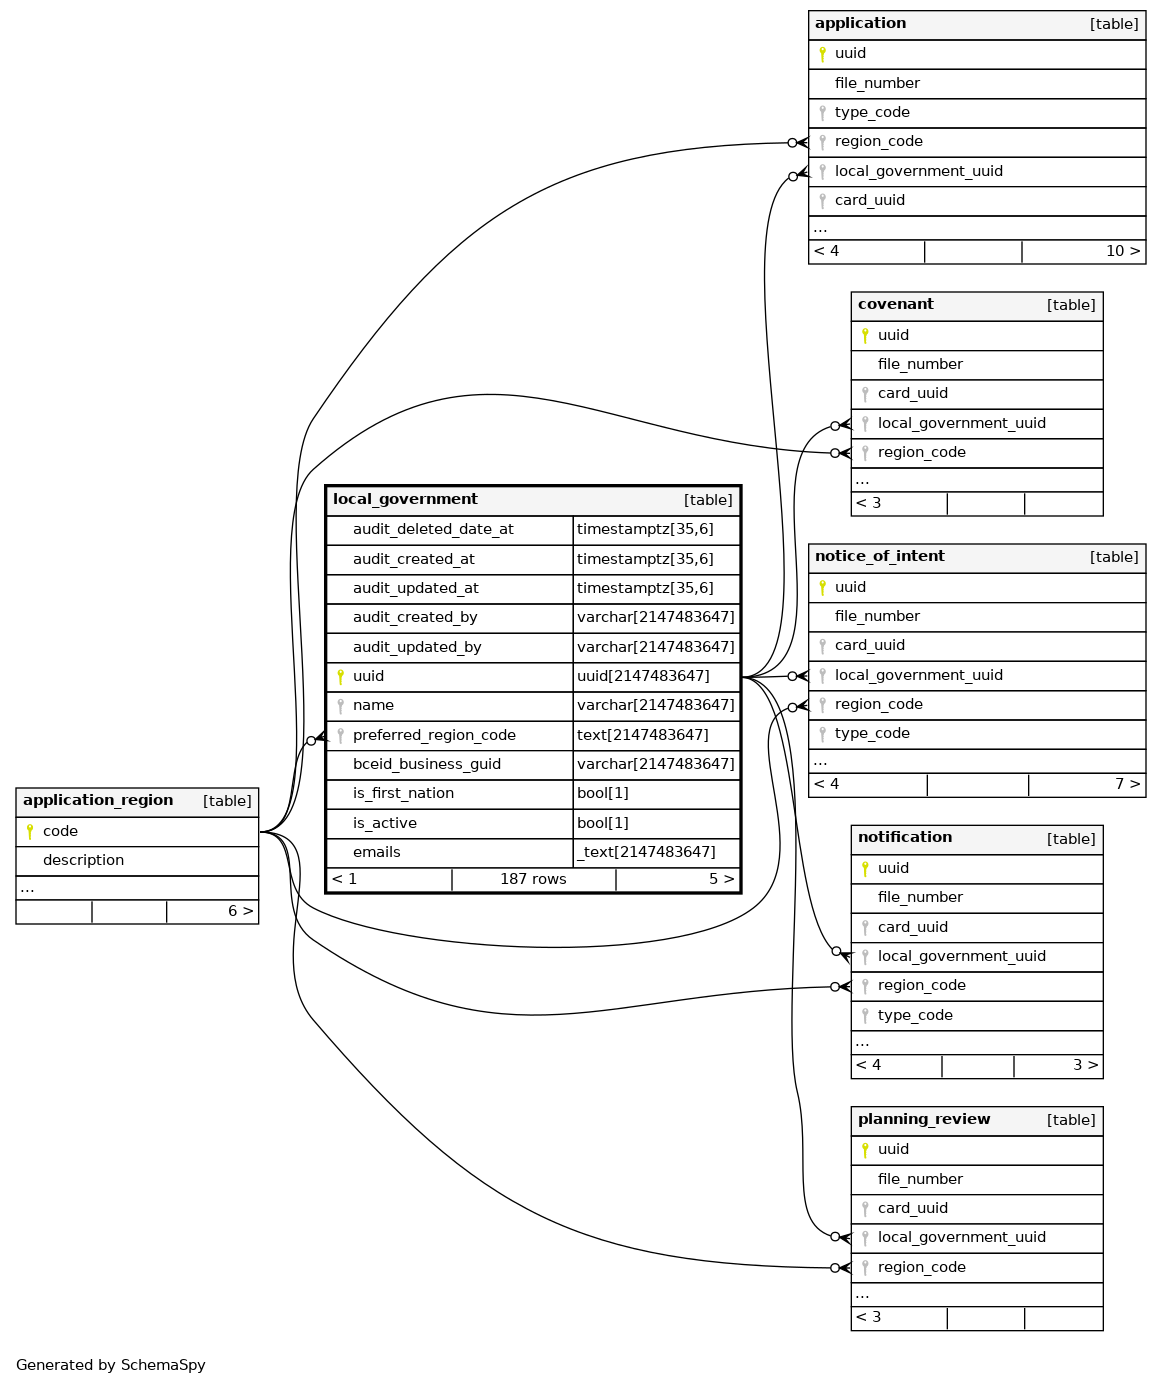 application [table]
uuid
file_number
type_code
region_code
local_government_uuid
card_uuid
...
< 4 10 >
covenant [table]
uuid
file_number
card_uuid
local_government_uuid
region_code
...
< 3
local_government [table]
audit_deleted_date_at timestamptz[35,6]
audit_created_at timestamptz[35,6]
audit_updated_at timestamptz[35,6]
audit_created_by varchar[2147483647]
audit_updated_by varchar[2147483647]
uuid uuid[2147483647]
name varchar[2147483647]
preferred_region_code text[2147483647]
bceid_business_guid varchar[2147483647]
is_first_nation bool[1]
is_active bool[1]
emails _text[2147483647]
< 1 187 rows 5 >
notice_of_intent [table]
uuid
file_number
card_uuid
local_government_uuid
region_code
type_code
...
< 4 7 >
application_region [table]
code
description
...
6 >
notification [table]
uuid
file_number
card_uuid
local_government_uuid
region_code
type_code
...
< 4 3 >
planning_review [table]
uuid
file_number
card_uuid
local_government_uuid
region_code
...
< 3
Generated by SchemaSpy